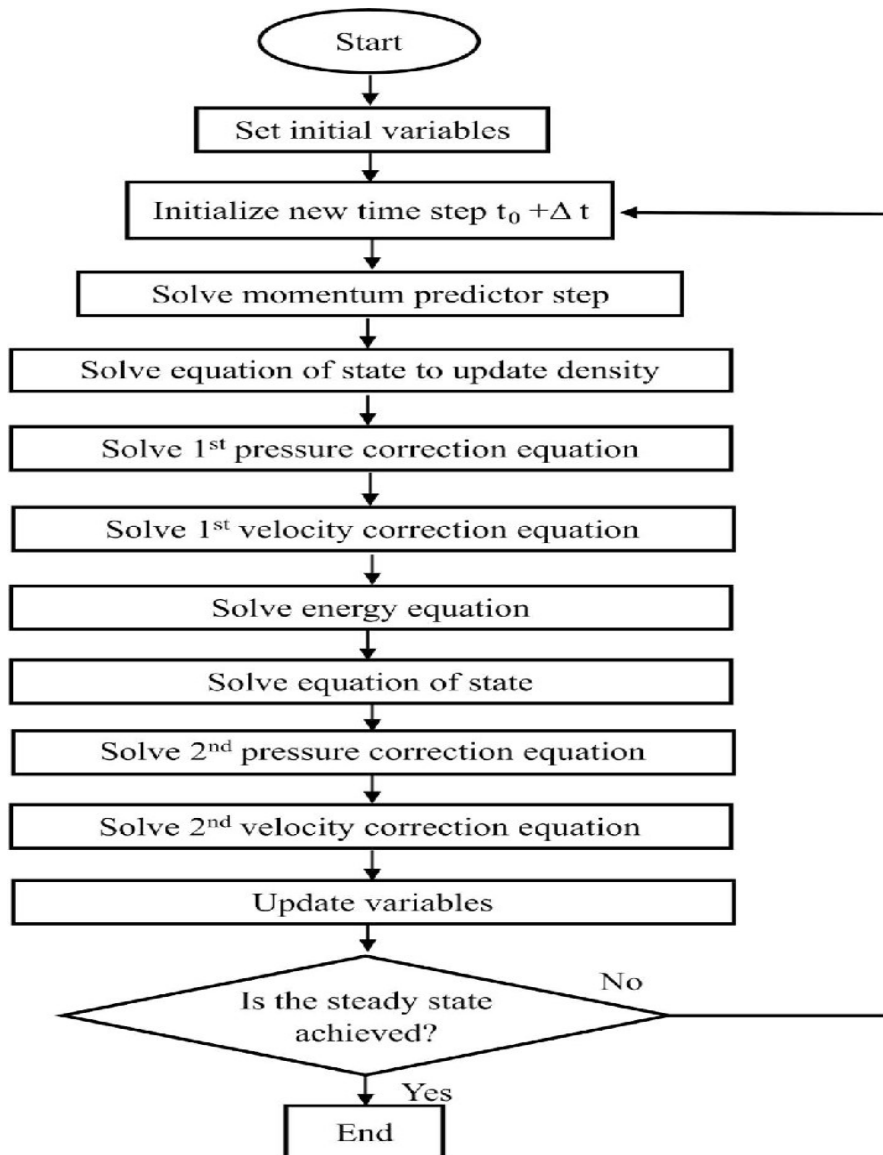 Start
Set initial variables
Initialize new time step t₀ +Δ t
Solve momentum predictor step
Solve equation of state to update density
Solve 1ˢᵗ pressure correction equation
Solve 1ˢᵗ velocity correction equation
Solve energy equation
Solve equation of state
Solve 2ⁿᵈ pressure correction equation
Solve 2ⁿᵈ velocity correction equation
Update variables
Is the steady state
achieved?
No
Yes
End